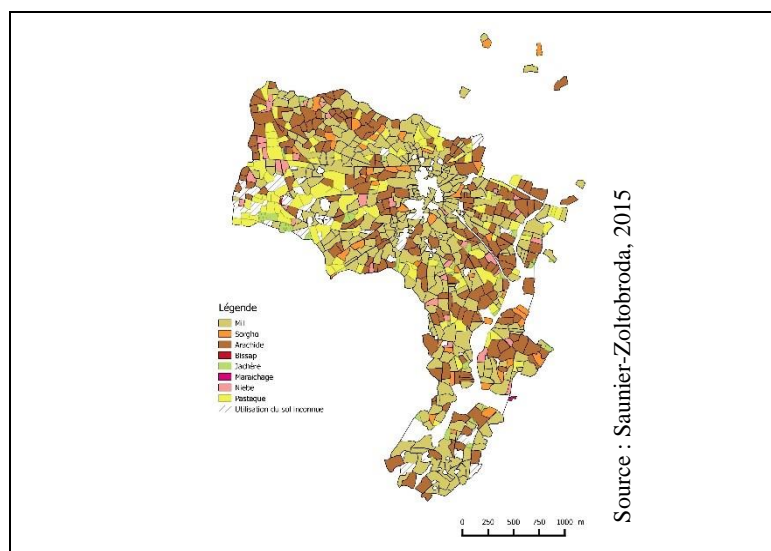 Légende
Mil
Sorgho
Arachide
Bissap
Jachère
Maraichage
Niebe
Pastèque
Utilisation du sol inconnue
0 250 500 750 1000 m
Source : Saunier-Zoltobroda, 2015